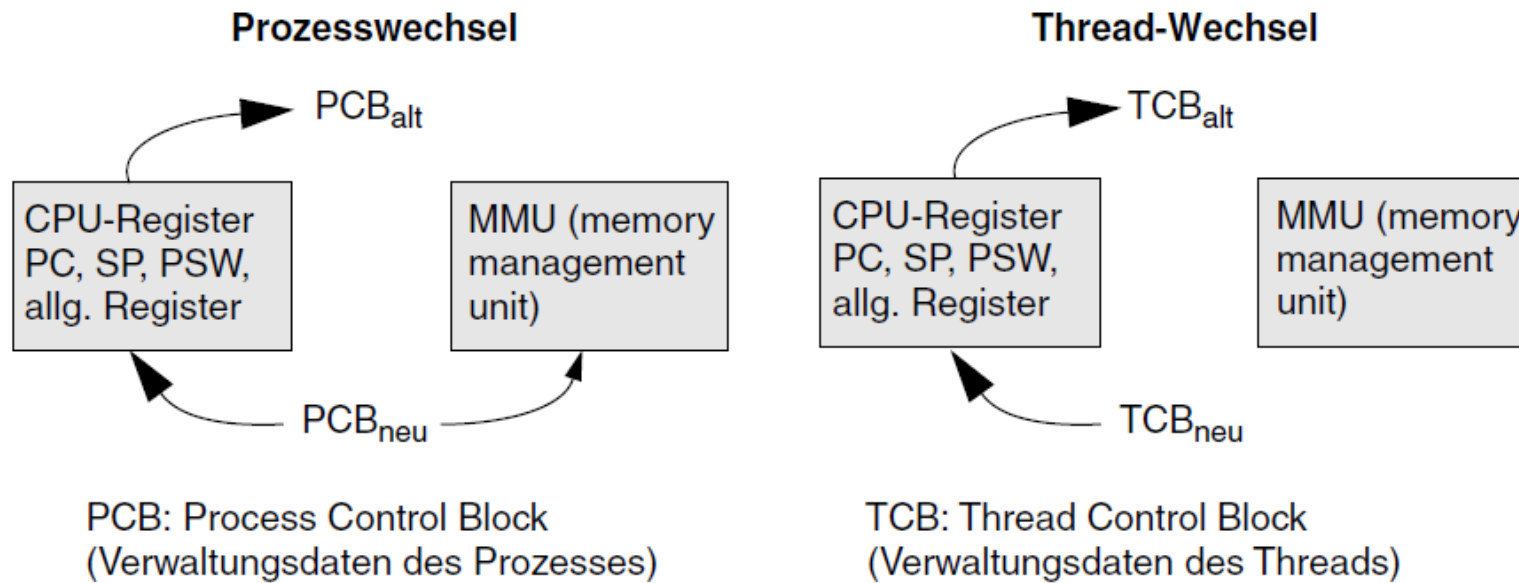 Prozesswechsel
PCBalt
CPU-Register
PC, SP, PSW,
allg. Register
MMU (memory
management
unit)
PCBneu
PCB: Process Control Block
(Verwaltungsdaten des Prozesses)
Thread-Wechsel
TCBalt
CPU-Register
PC, SP, PSW,
allg. Register
MMU (memory
management
unit)
TCBneu
TCB: Thread Control Block
(Verwaltungsdaten des Threads)